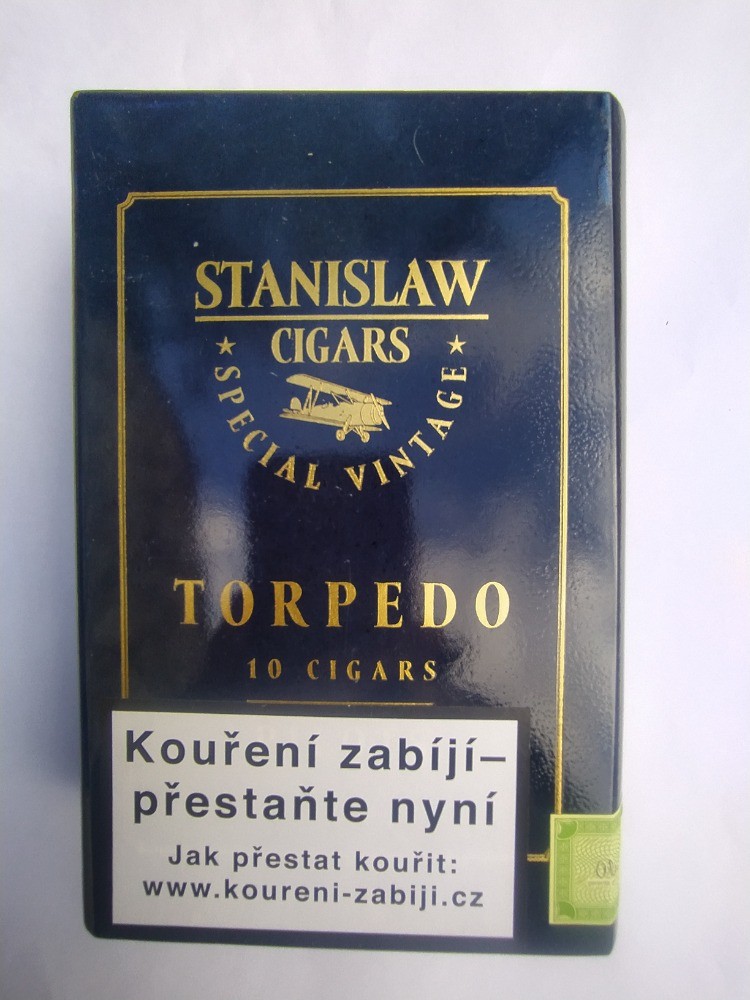 STANISLAW
CIGARS
SPECIAL VINTAGE
TORPEDO
10 CIGARS
Kouření zabíjí–
přestaňte nyní
Jak přestat kouřit:
www.koureni-zabiji.cz